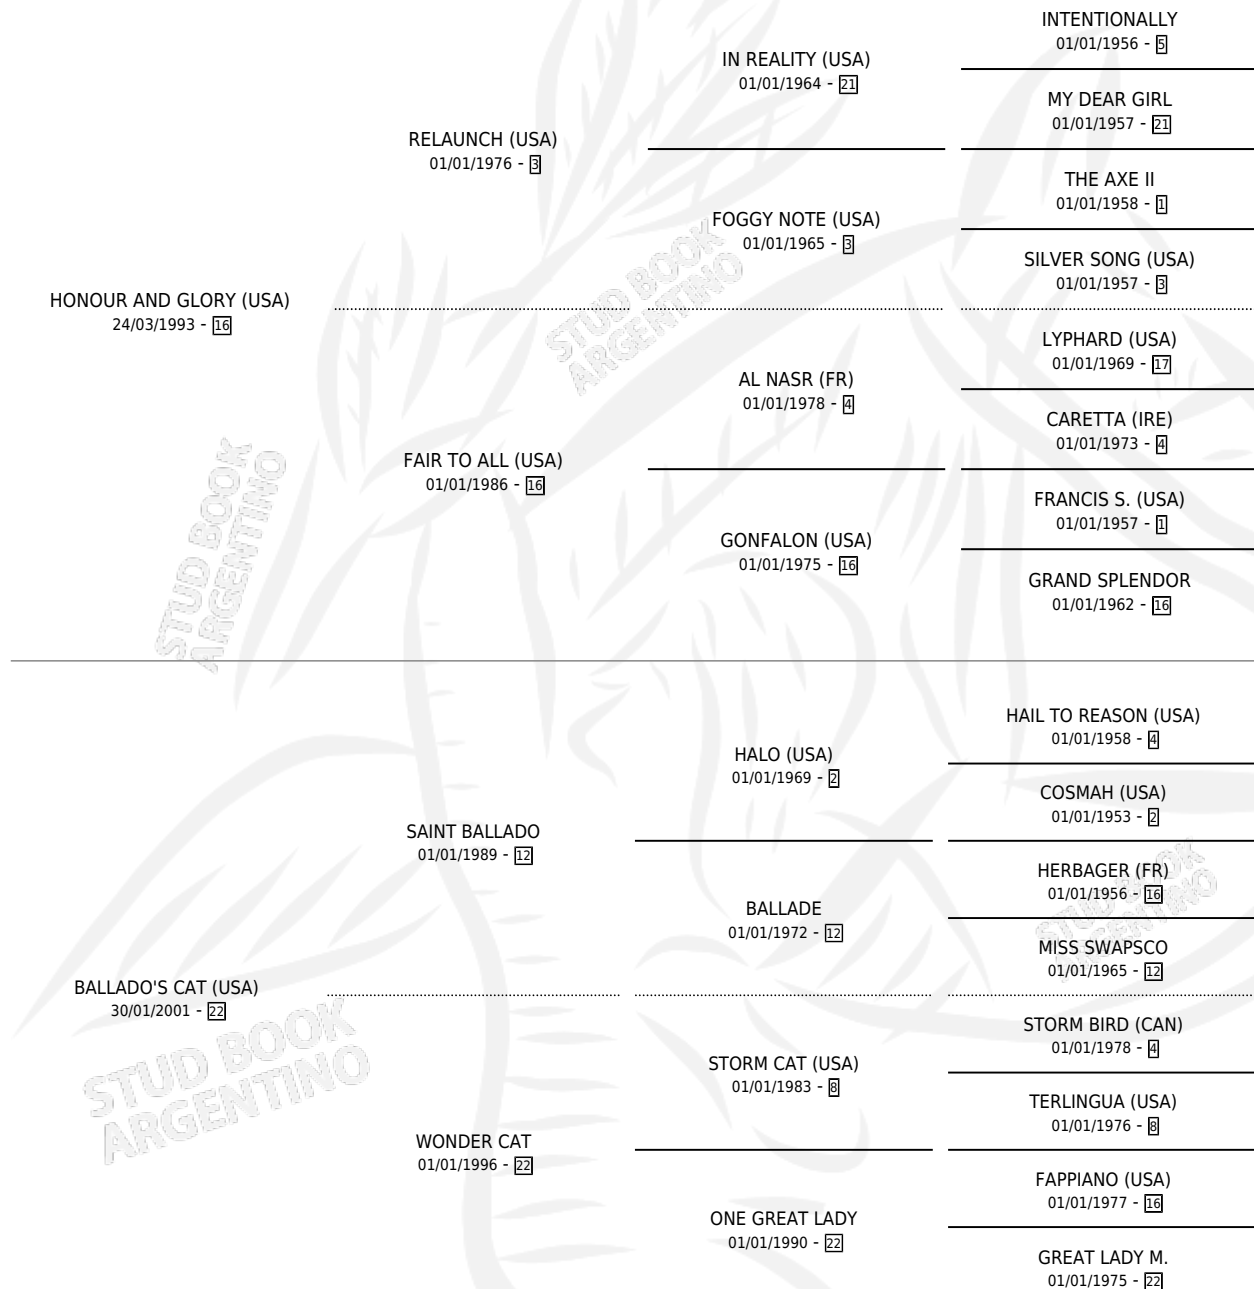 INTENTIONALLY
01/01/1956 - 5
IN REALITY (USA)
01/01/1964 - 21
MY DEAR GIRL
01/01/1957 - 21
RELAUNCH (USA)
01/01/1976 - 3
THE AXE II
01/01/1958 - 1
FOGGY NOTE (USA)
01/01/1965 - 3
SILVER SONG (USA)
01/01/1957 - 3
HONOUR AND GLORY (USA)
24/03/1993 - 16
LYPHARD (USA)
01/01/1969 - 17
AL NASR (FR)
01/01/1978 - 4
CARETTA (IRE)
01/01/1973 - 4
FAIR TO ALL (USA)
01/01/1986 - 16
FRANCIS S. (USA)
01/01/1957 - 1
GONFALON (USA)
01/01/1975 - 16
GRAND SPLENDOR
01/01/1962 - 16
HAIL TO REASON (USA)
01/01/1958 - 4
HALO (USA)
01/01/1969 - 2
COSMAH (USA)
01/01/1953 - 2
SAINT BALLADO
01/01/1989 - 12
HERBAGER (FR)
01/01/1956 - 16
BALLADE
01/01/1972 - 12
MISS SWAPSCO
01/01/1965 - 12
BALLADO'S CAT (USA)
30/01/2001 - 22
STORM BIRD (CAN)
01/01/1978 - 4
STORM CAT (USA)
01/01/1983 - 8
TERLINGUA (USA)
01/01/1976 - 8
WONDER CAT
01/01/1996 - 22
FAPPIANO (USA)
01/01/1977 - 16
ONE GREAT LADY
01/01/1990 - 22
GREAT LADY M.
01/01/1975 - 22
STUD BOOK
ARGENTINO
STUD BOOK
ARGENTINO
STUD BOOK
ARGENTINO
STUD BOOK
ARGENTINO